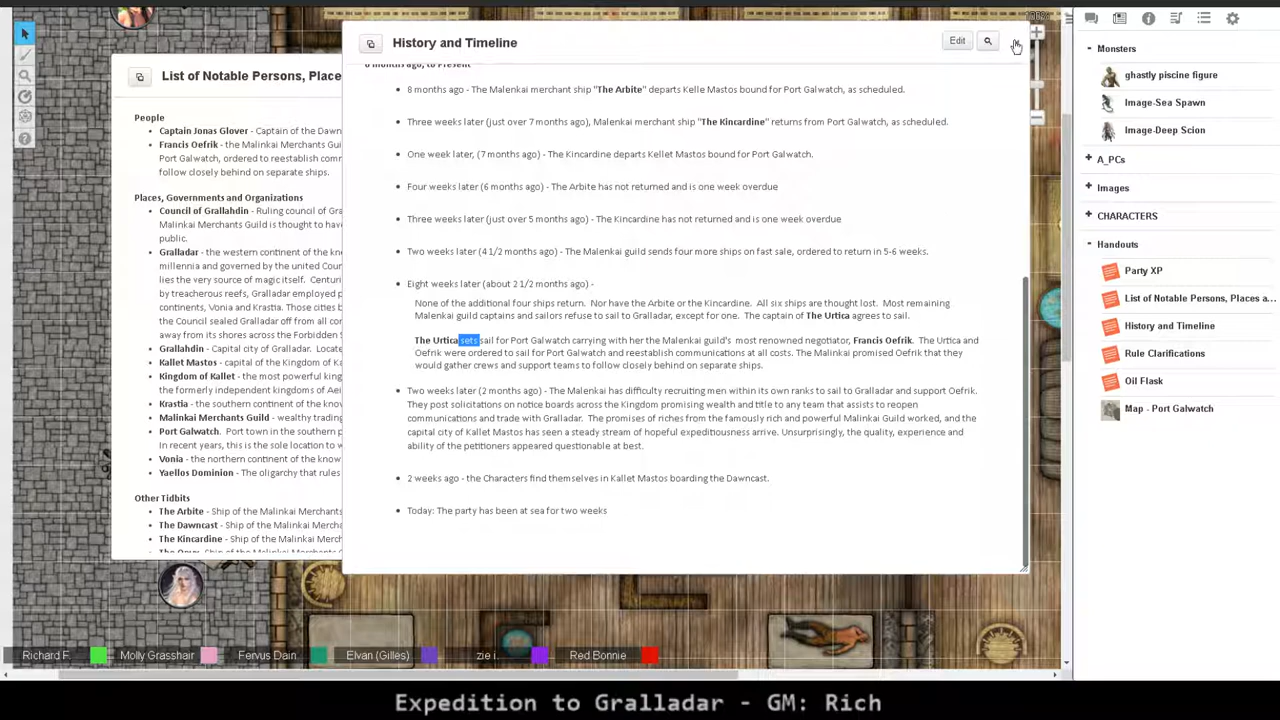 History and Timeline
Edit
List of Notable Persons, Place
8 months ago, to Present
8 months ago - The Malenkai merchant ship "The Arbite" departs Kelle Mastos bound for Port Galwatch, as scheduled.
Three weeks later (just over 7 months ago), Malenkai merchant ship "The Kincardine" returns from Port Galwatch, as scheduled.
One week later, (7 months ago) - The Kincardine departs Kellet Mastos bound for Port Galwatch.
Four weeks later (6 months ago) - The Arbite has not returned and is one week overdue
Three weeks later (just over 5 months ago) - The Kincardine has not returned and is one week overdue
Two weeks later (4 1/2 months ago) - The Malenkai guild sends four more ships on fast sale, ordered to return in 5-6 weeks.
Eight weeks later (about 2 1/2 months ago) -
None of the additional four ships return. Nor have the Arbite or the Kincardine. All six ships are thought lost. Most remaining
Malenkai guild captains and sailors refuse to sail to Gralladar, except for one. The captain of The Urtica agrees to sail.
The Urtica sets sail for Port Galwatch carrying with her the Malenkai guild's most renowned negotiator, Francis Oefrik. The Urtica and
Oefrik were ordered to sail for Port Galwatch and reestablish communications at all costs. The Malinkai promised Oefrik that they
would gather crews and support teams to follow closely behind on separate ships.
Two weeks later (2 months ago) - The Malenkai has difficulty recruiting men within its own ranks to sail to Gralladar and support Oefrik.
They post solicitations on notice boards across the Kingdom promising wealth and title to any team that assists to reopen
communications and trade with Gralladar. The promises of riches from the famously rich and powerful Malinkai Guild worked, and the
capital city of Kallet Mastos has seen a steady stream of hopeful expeditiousness arrive. Unsurprisingly, the quality, experience and
ability of the petitioners appeared questionable at best.
2 weeks ago - the Characters find themselves in Kallet Mastos boarding the Dawncast.
Today: The party has been at sea for two weeks
People
Captain Jonas Glover - Captain of the Dawn
Francis Oefrik - the Malinkai Merchants Gui
Port Galwatch, ordered to reestablish com
follow closely behind on separate ships.
Places, Governments and Organizations
Council of Grallahdin - Ruling council of Gra
Malinkai Merchants Guild is thought to have
public.
Gralladar - the western continent of the kn
millennia and governed by the united Coun
lies the very source of magic itself. Centuri
by treacherous reefs, Gralladar employed p
and Vonia and Krastia. Those cities b
the Council sealed Gralladar off from all con
away from its shores across the Forbidden S
Grallahdin - Capital city of Gralladar. Locate
Kallet Mastos - capital of the Kingdom of Ka
Kingdom of Kallet - the most powerful king
the formerly independent kingdoms of Aei
Krastia - the southern continent of the know
Malinkai Merchants Guild - wealthy trading
Port Galwatch. Port town in the southern p
In recent years, this is the sole location to w
Vonia - the northern continent of the know
Yaellos Dominion - The oligarchy that rules
Other Tidbits
The Arbite - Ship of the Malinkai Merchants
The Dawncast - Ship of the Malinkai Merch
The Kincardine - Ship of the Malinkai Merc
Monsters
ghastly piscine figure
Image-Sea Spawn
Image-Deep Scion
A_PCs
Images
CHARACTERS
Handouts
Party XP
List of Notable Persons, Places a...
History and Timeline
Rule Clarifications
Oil Flask
Map - Port Galwatch
Richard F.
Molly Grasshair
Fervus Dain
Elvan (Gilles)
zie i.
Red Bonnie
Expedition to Gralladar - GM: Rich